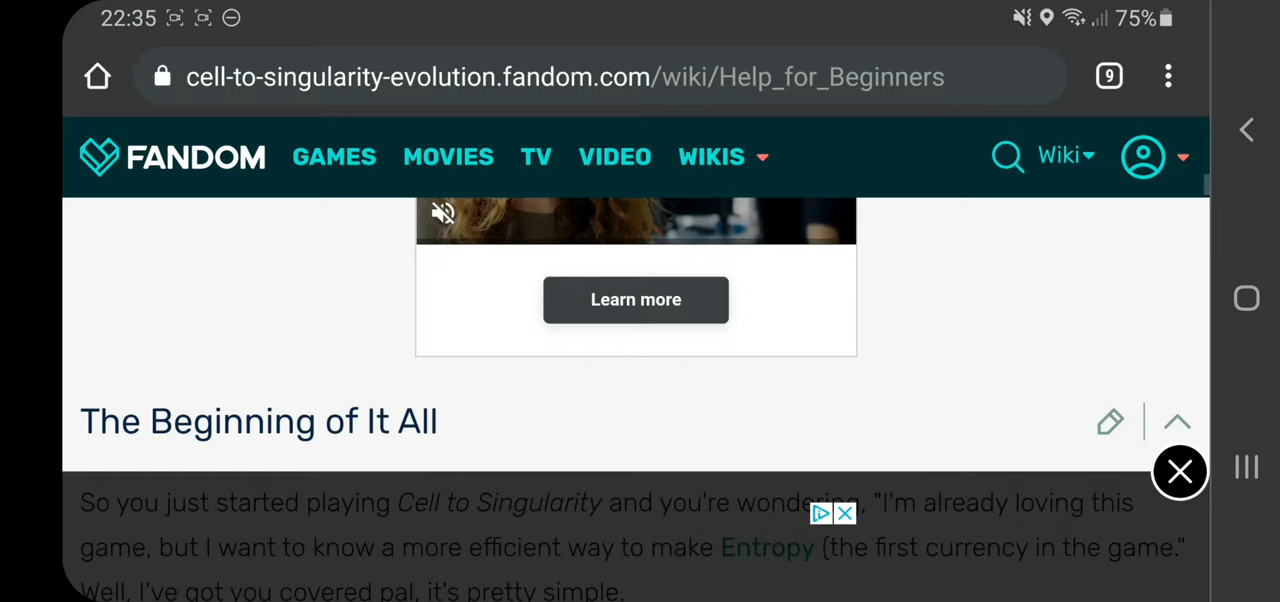 22:35
75%
cell-to-singularity-evolution.fandom.com/wiki/Help_for_Beginners
9
FANDOM GAMES MOVIES TV VIDEO WIKIS Wiki
Learn more
The Beginning of It All
So you just started playing Cell to Singularity and you're wondering, "I'm already loving this
game, but I want to know a more efficient way to make Entropy (the first currency in the game."
Well, I've got you covered pal, it's pretty simple.